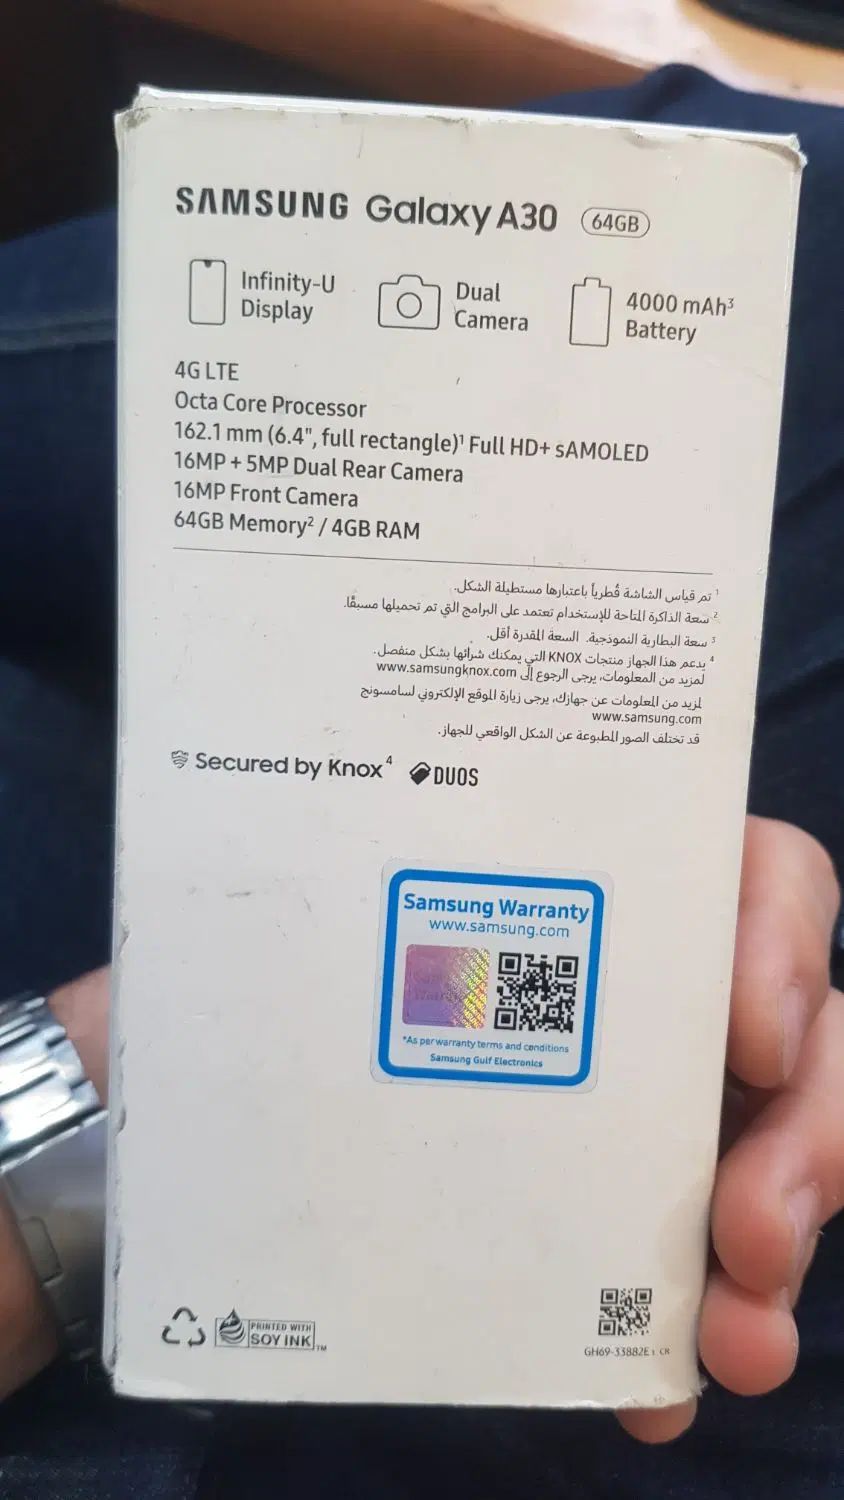 SAMSUNG Galaxy A30 64GB
Infinity-U
Display
Dual
Camera
4000 mAh³
Battery
4G LTE
Octa Core Processor
162.1 mm (6.4", full rectangle)¹ Full HD+ sAMOLED
16MP + 5MP Dual Rear Camera
16MP Front Camera
64GB Memory² / 4GB RAM
¹ تم قياس الشاشة قُطرياً باعتبارها مستطيلة الشكل.
² سعة الذاكرة المتاحة للإستخدام تعتمد على البرامج التي تم تحميلها مسبقًا.
³ سعة البطارية النموذجية. السعة المقدرة أقل.
⁴ يدعم هذا الجهاز منتجات KNOX التي يمكنك شرائها بشكل منفصل.
لمزيد من المعلومات، يرجى الرجوع إلى www.samsungknox.com
لمزيد من المعلومات عن جهازك، يرجى زيارة الموقع الإلكتروني لسامسونج
www.samsung.com
قد تختلف الصور المطبوعة عن الشكل الواقعي للجهاز.
Secured by Knox⁴ DUOS
Samsung Warranty
www.samsung.com
*As per warranty terms and conditions
Samsung Gulf Electronics
PRINTED WITH
SOY INK TM
GH69-33882E